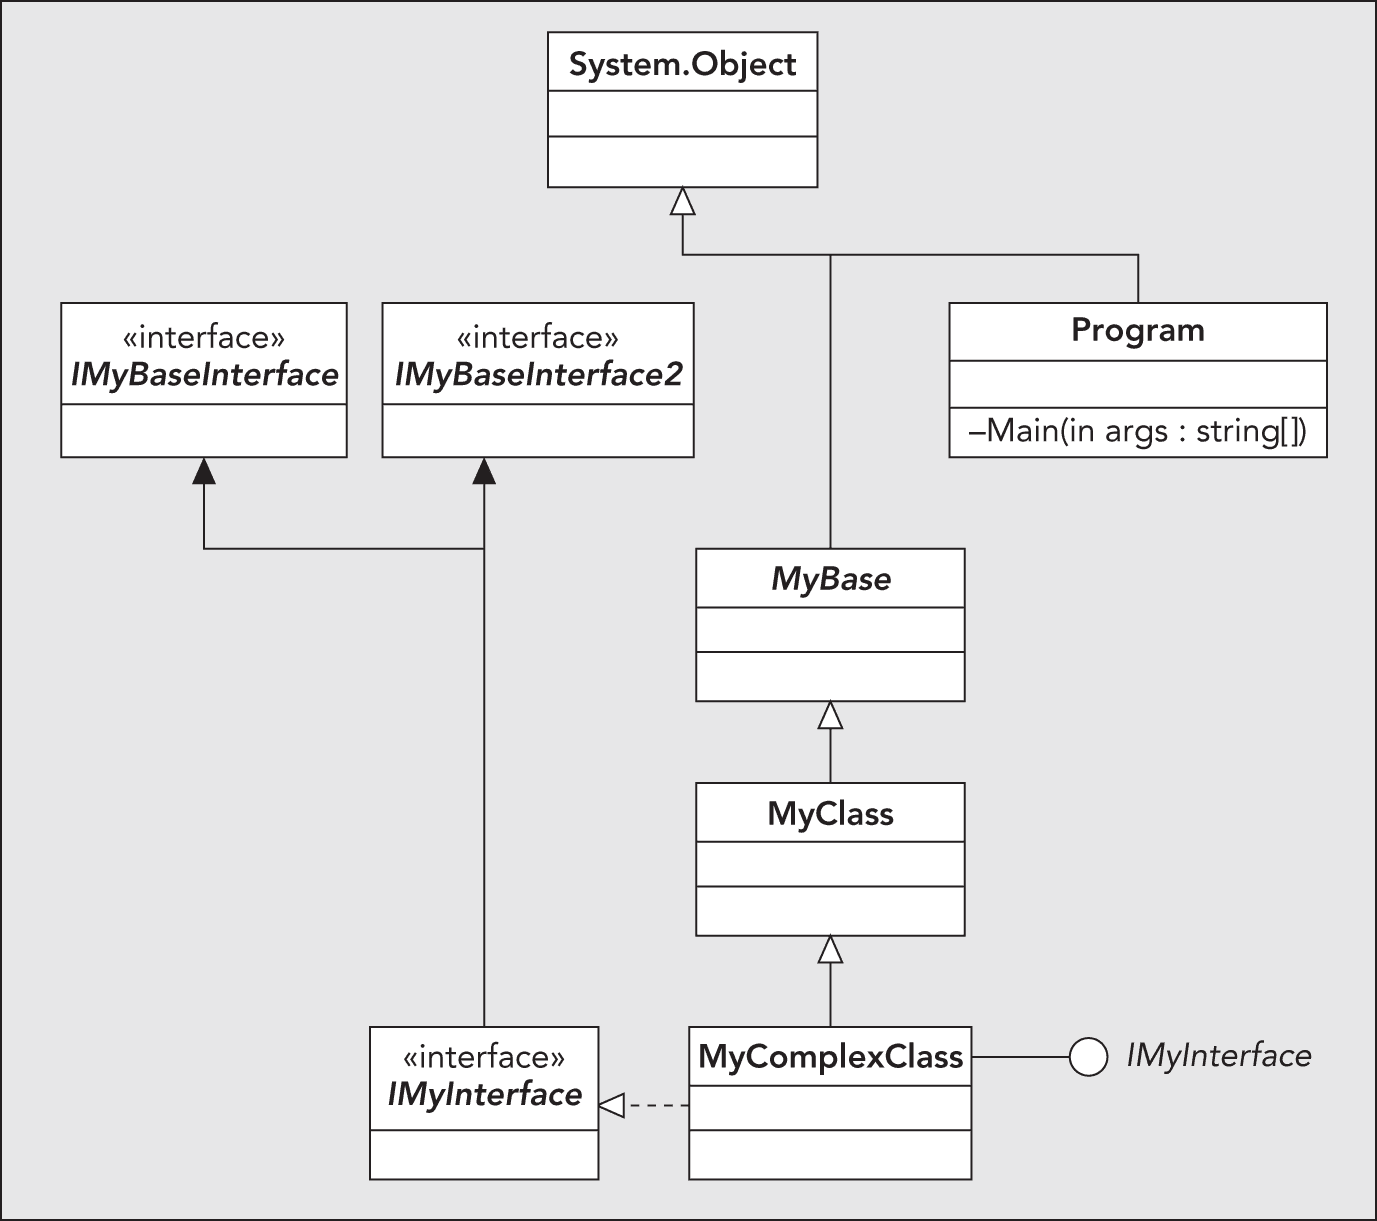 System.Object
«interface»
IMyBaseInterface
«interface»
IMyBaseInterface2
Program
–Main(in args : string[])
MyBase
MyClass
«interface»
IMyInterface
MyComplexClass
IMyInterface